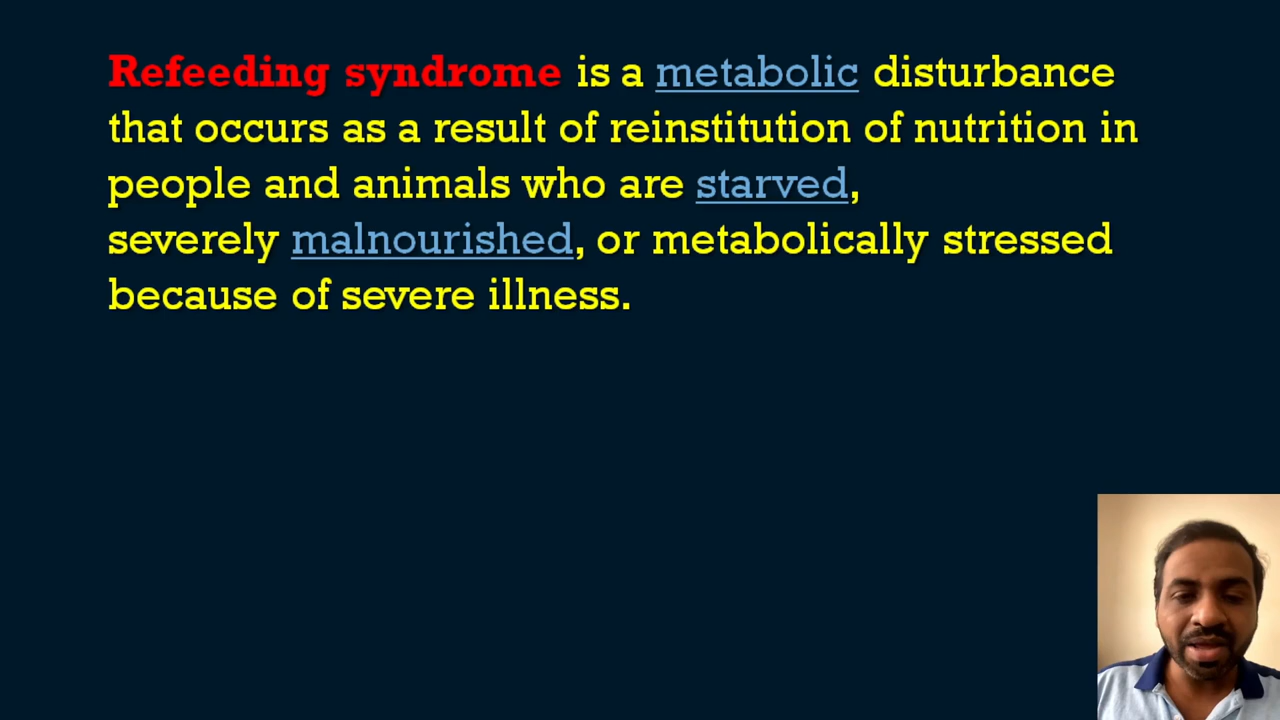 Refeeding syndrome is a metabolic disturbance
that occurs as a result of reinstitution of nutrition in
people and animals who are starved,
severely malnourished, or metabolically stressed
because of severe illness.